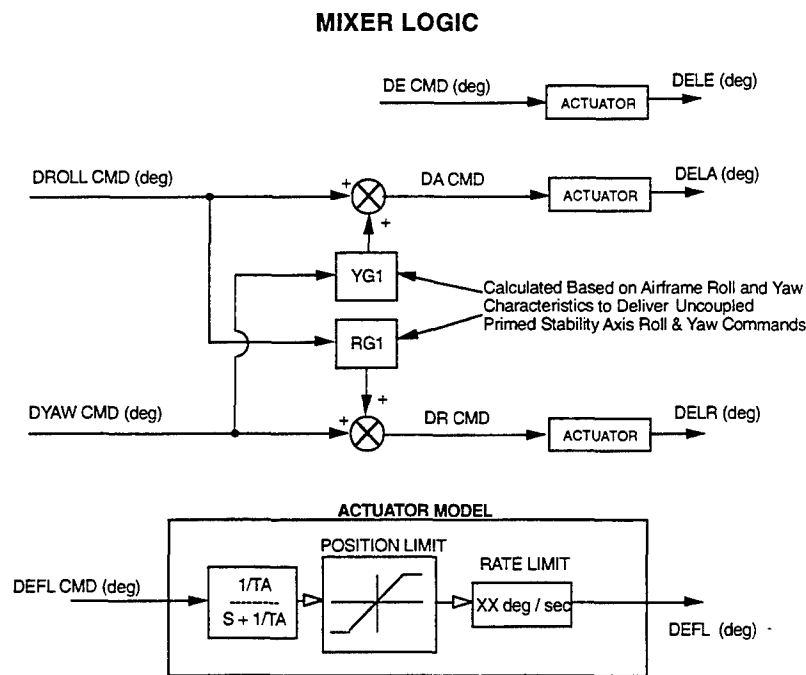 MIXER LOGIC
DE CMD (deg)
ACTUATOR
DELE (deg)
DROLL CMD (deg)
+
DA CMD
ACTUATOR
DELA (deg)
+
YG1
Calculated Based on Airframe Roll and Yaw
Characteristics to Deliver Uncoupled
Primed Stability Axis Roll & Yaw Commands
RG1
DYAW CMD (deg)
+
+
DR CMD
ACTUATOR
DELR (deg)
ACTUATOR MODEL
POSITION LIMIT
RATE LIMIT
DEFL CMD (deg)
1/TA
S + 1/TA
XX deg / sec
DEFL (deg)